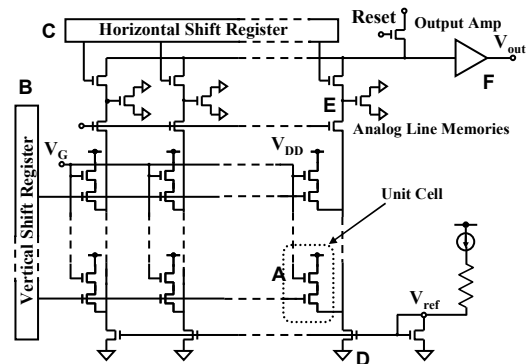 C
Horizontal Shift Register
Reset
Output Amp
Vout
F
B
E
Analog Line Memories
VG
VDD
Vertical Shift Register
Unit Cell
A
Vref
D